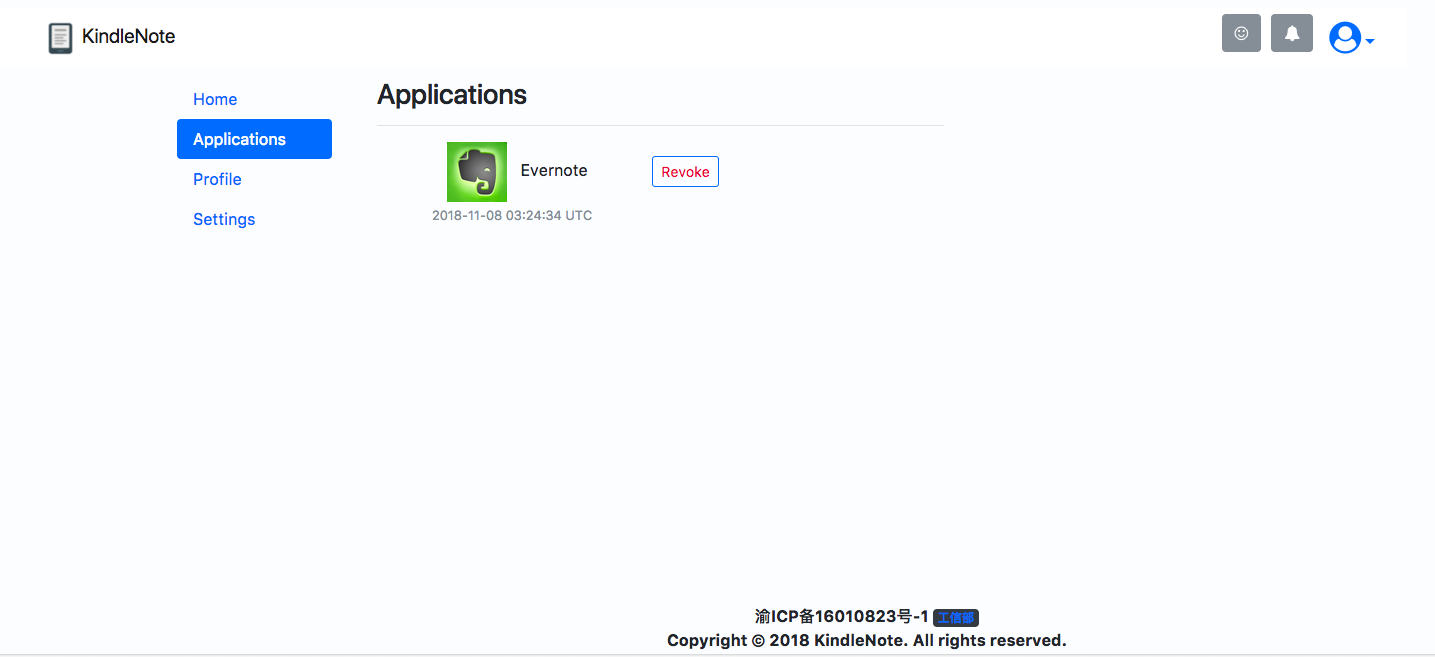 KindleNote
Home
Applications
Profile
Settings
Applications
Evernote
Revoke
2018-11-08 03:24:34 UTC
渝ICP备16010823号-1 工信部
Copyright © 2018 KindleNote. All rights reserved.